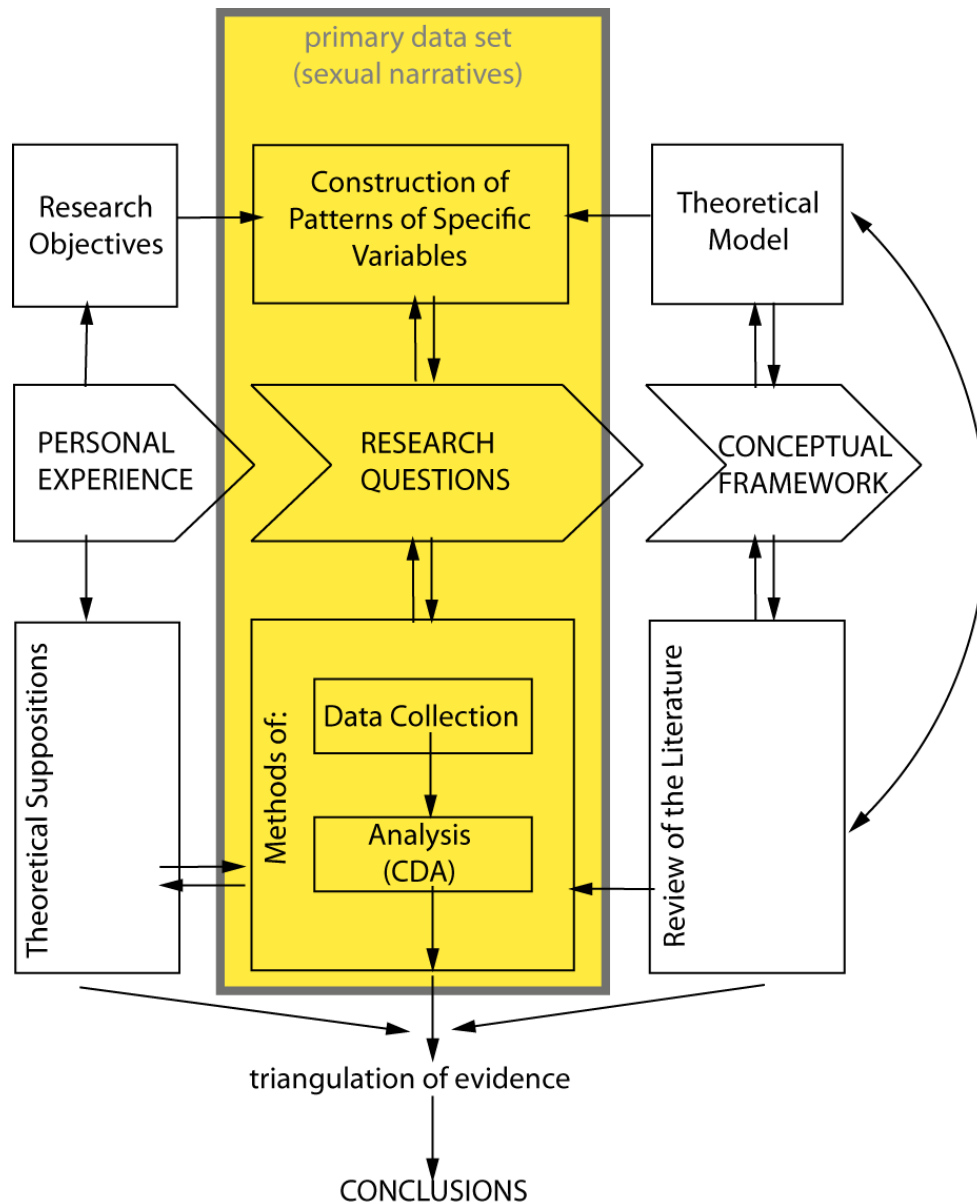 primary data set
(sexual narratives)
Research
Objectives
Construction of
Patterns of Specific
Variables
Theoretical
Model
PERSONAL
EXPERIENCE
RESEARCH
QUESTIONS
CONCEPTUAL
FRAMEWORK
Theoretical Suppositions
Methods of:
Data Collection
Analysis
(CDA)
Review of the Literature
triangulation of evidence
CONCLUSIONS